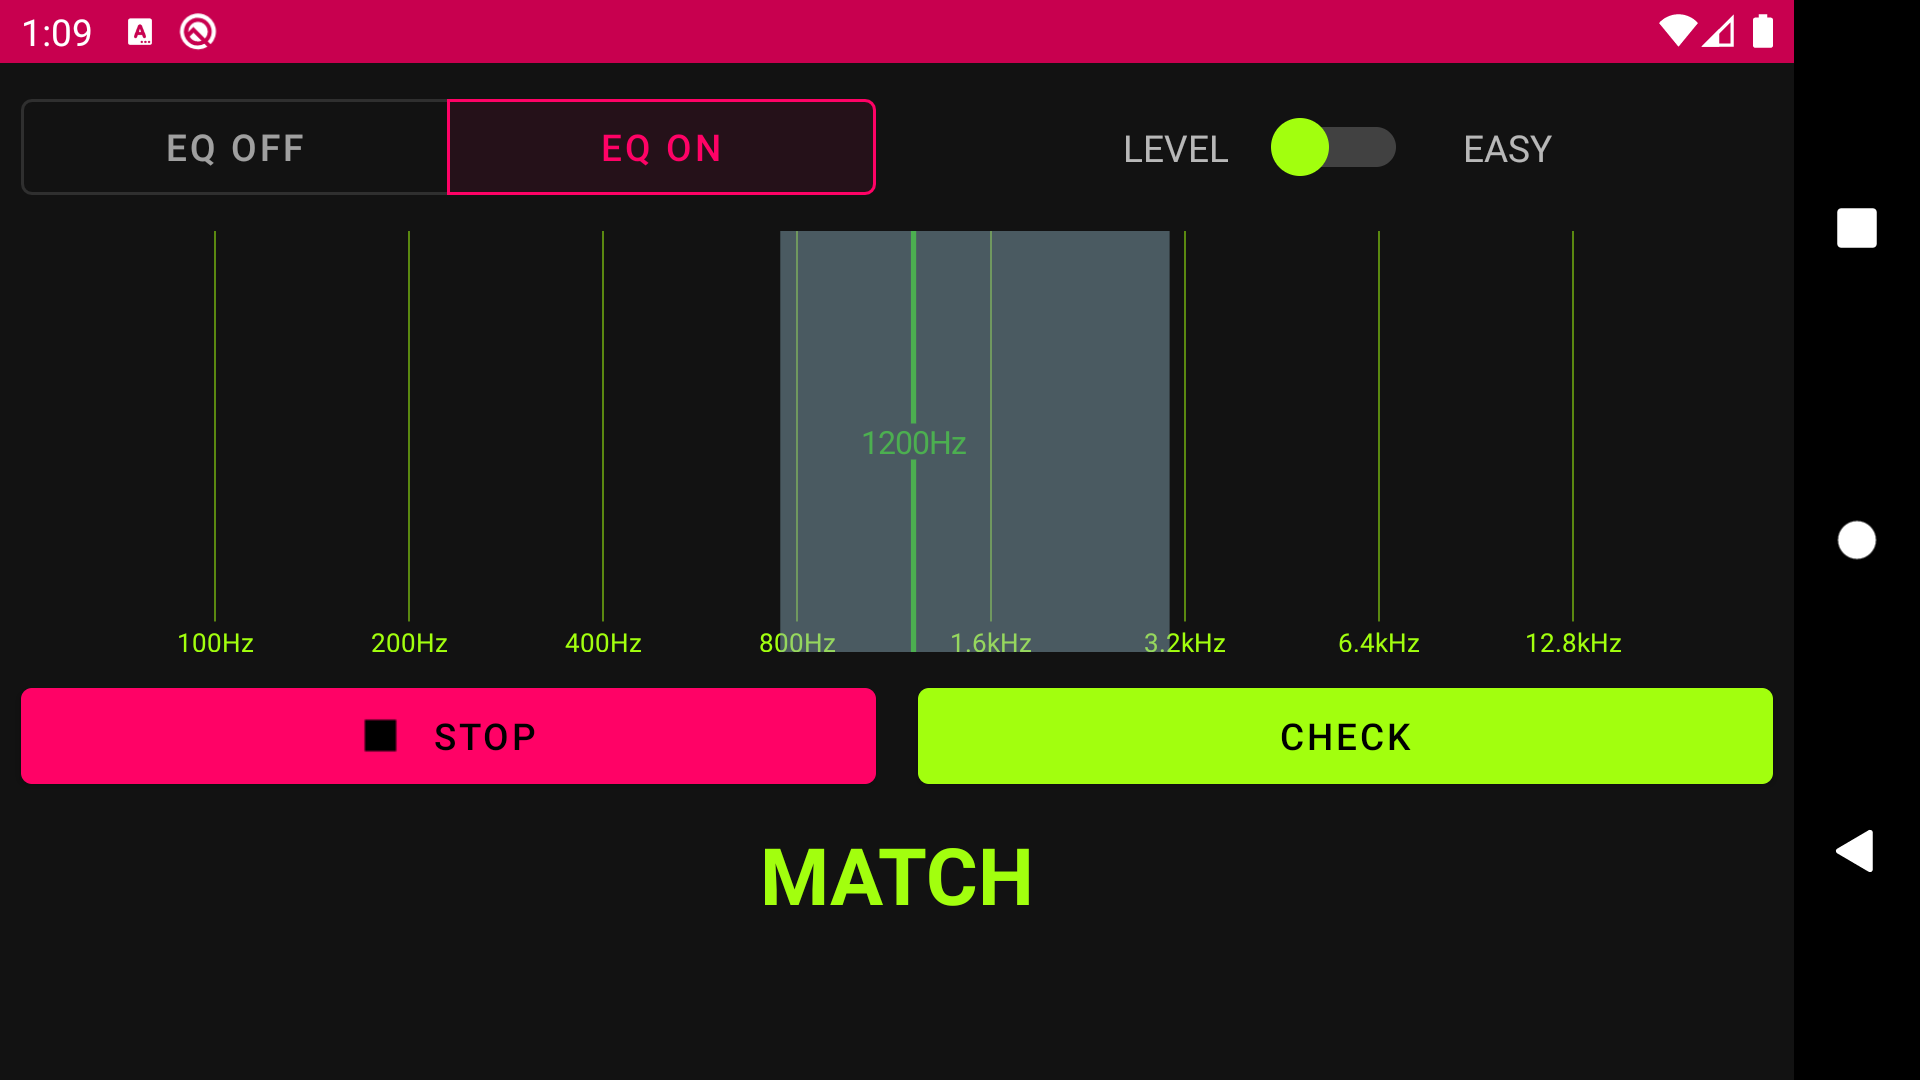 1:09
EQ OFF EQ ON LEVEL EASY
1200Hz
100Hz 200Hz 400Hz 800Hz 1.6kHz 3.2kHz 6.4kHz 12.8kHz
STOP CHECK
MATCH